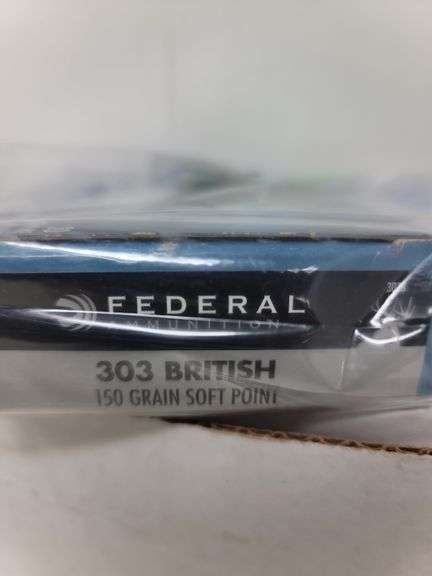 FEDERAL
AMMUNITION
303 BRITISH
150 GRAIN SOFT POINT